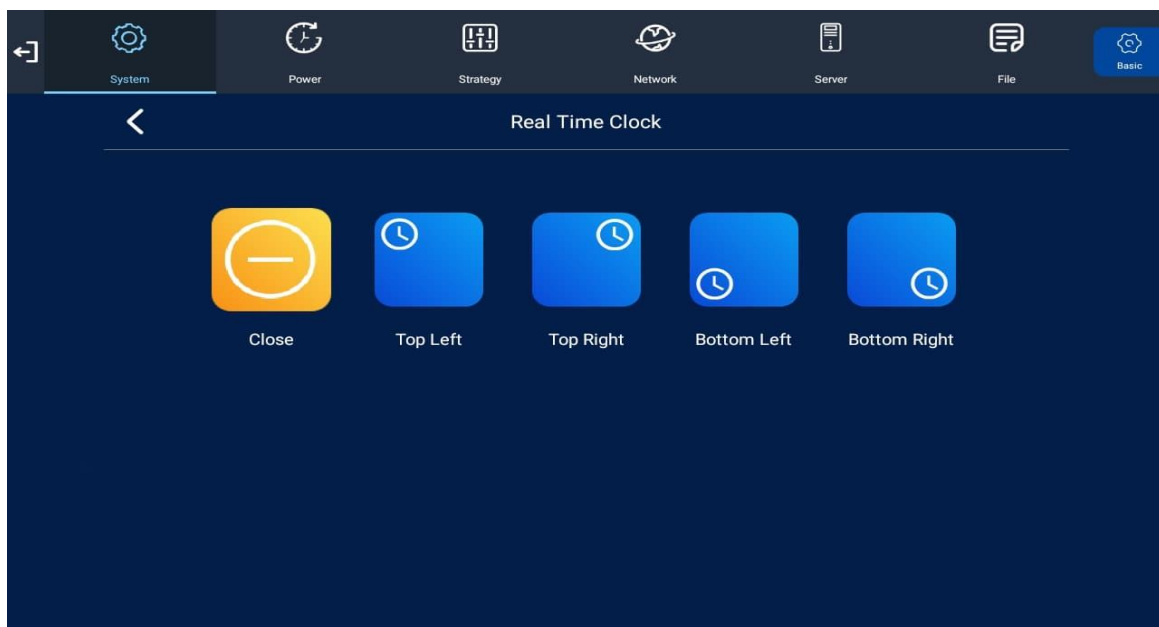 System Power Strategy Network Server File Basic
Real Time Clock
Close Top Left Top Right Bottom Left Bottom Right